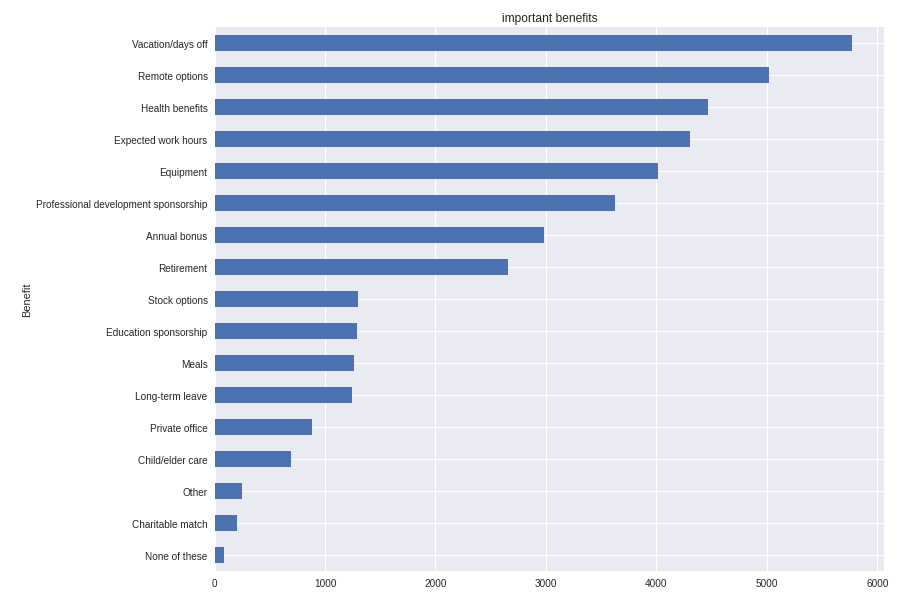 important benefits
Vacation/days off
Remote options
Health benefits
Expected work hours
Equipment
Professional development sponsorship
Annual bonus
Retirement
Stock options
Education sponsorship
Meals
Long-term leave
Private office
Child/elder care
Other
Charitable match
None of these
Benefit
0 1000 2000 3000 4000 5000 6000